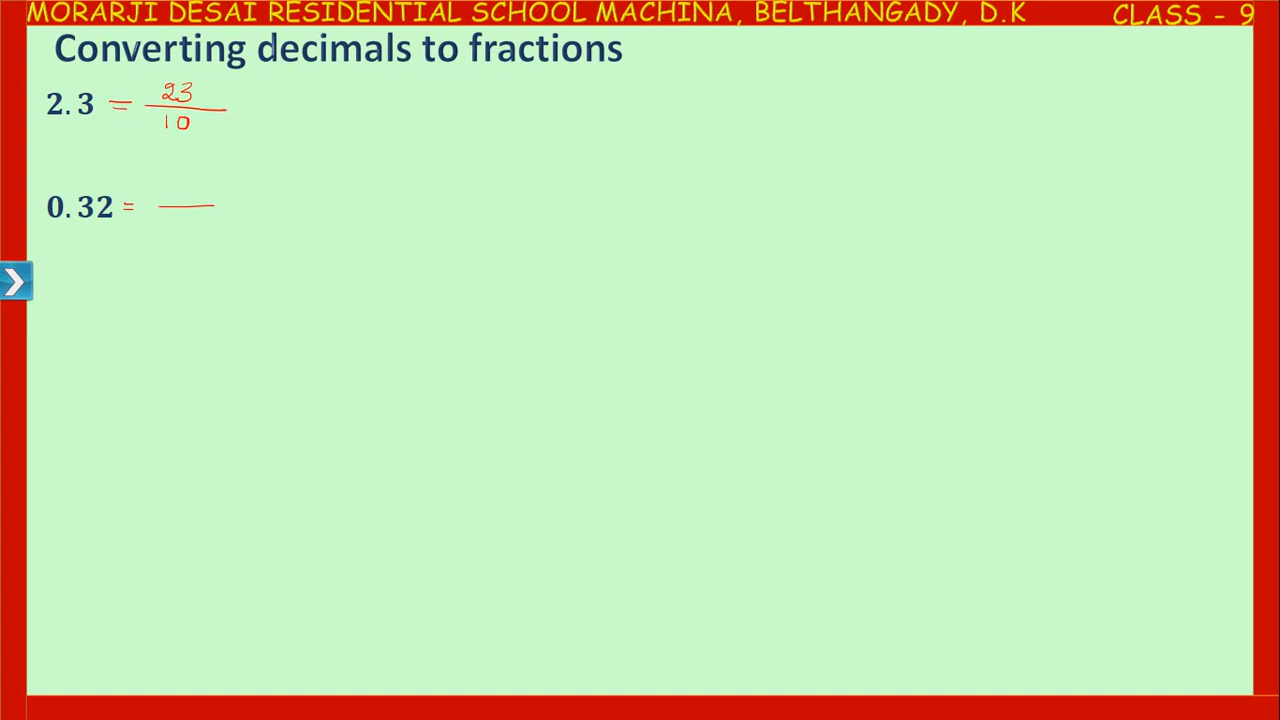 MORARJI DESAI RESIDENTIAL SCHOOL MACHINA, BELTHANGADY, D.K CLASS - 9
Converting decimals to fractions
2.3 = 23/10
0.32 =